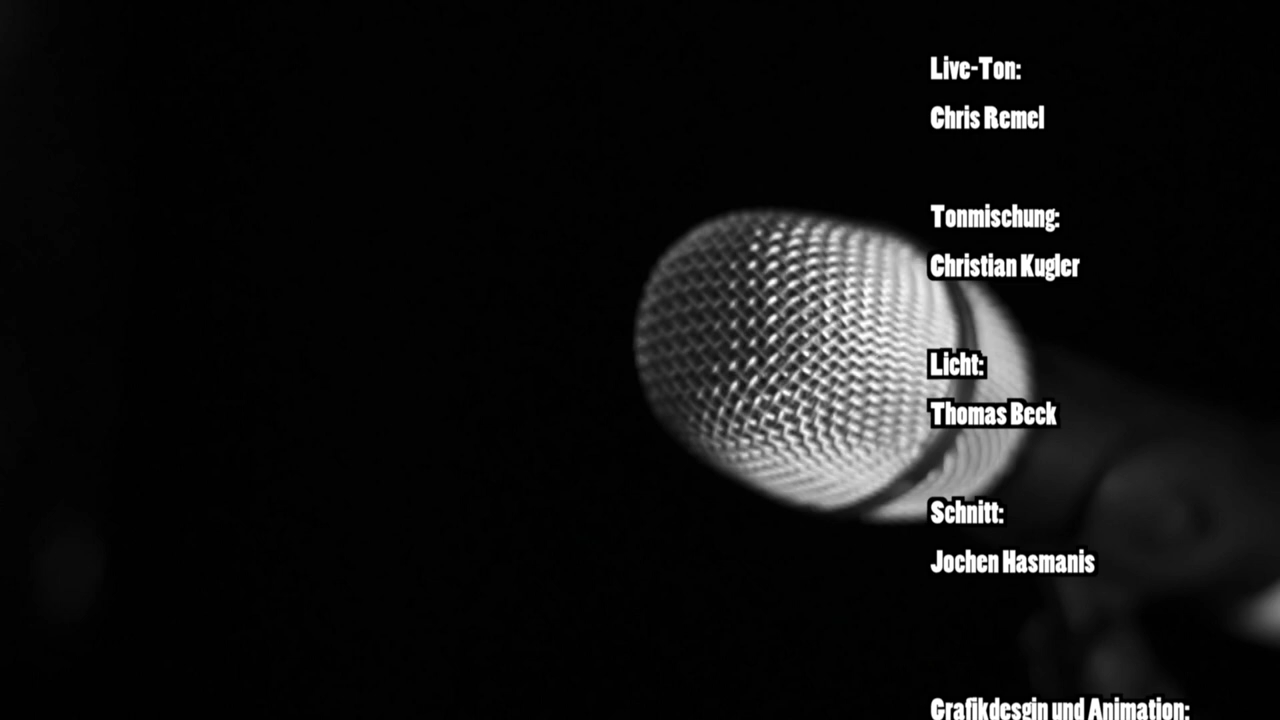 Live-Ton:
Chris Remel
Tonmischung:
Christian Kugler
Licht:
Thomas Beck
Schnitt:
Jochen Hasmanis
Grafikdesgin und Animation: